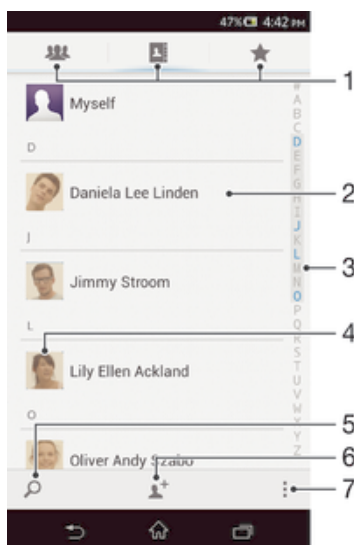 47% 4:42 PM
1
Myself
#
A
B
C
D
E
F
G
H
I
J
K
L
M
N
O
P
Q
R
S
T
U
V
W
X
Y
Z
D
Daniela Lee Linden
2
J
3
Jimmy Stroom
L
4
Lily Ellen Ackland
O
5
Oliver Andy Szabo
6
7